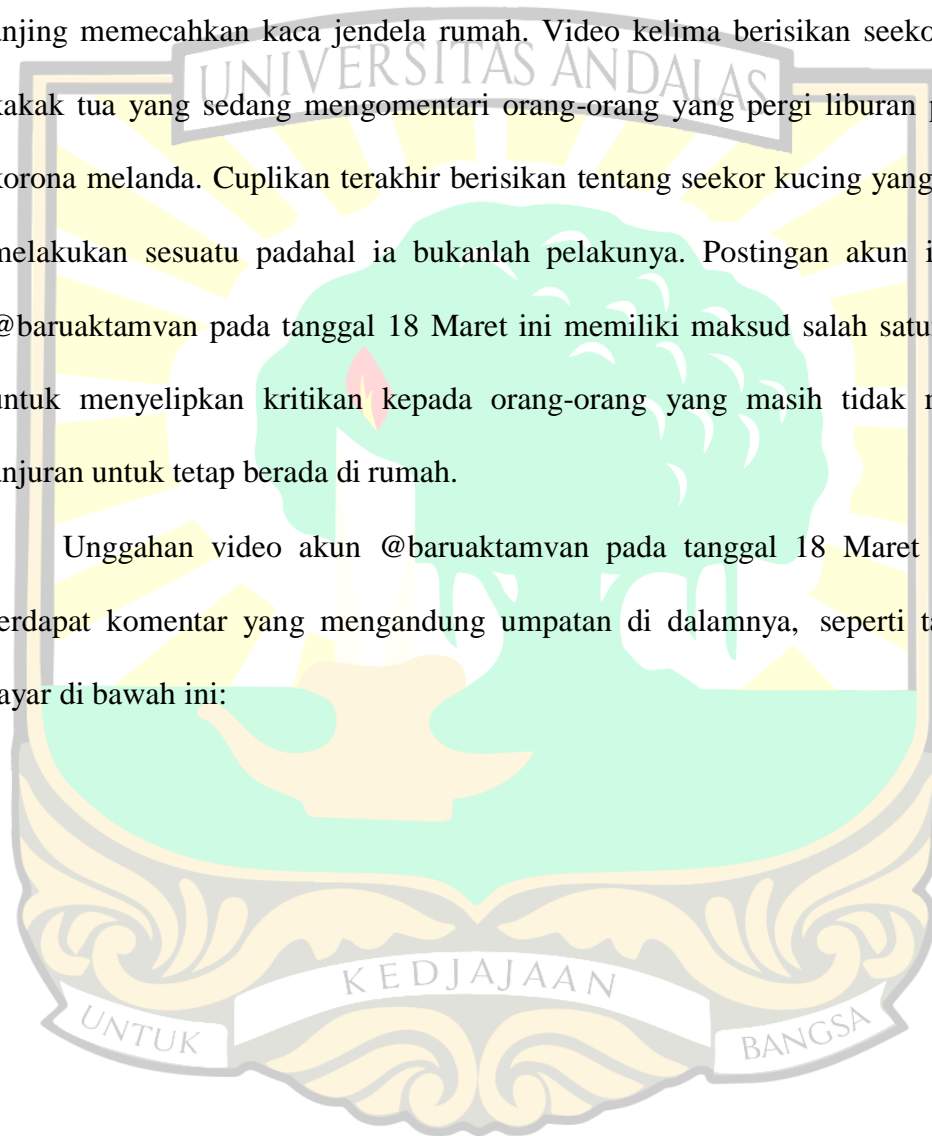 anjing memecahkan kaca jendela rumah. Video kelima berisikan seeko
UNIVERSITAS ANDALAS
kakak tua yang sedang mengomentari orang-orang yang pergi liburan p
korona melanda. Cuplikan terakhir berisikan tentang seekor kucing yang
melakukan sesuatu padahal ia bukanlah pelakunya. Postingan akun i
@baruaktamvan pada tanggal 18 Maret ini memiliki maksud salah satu
untuk menyelipkan kritikan kepada orang-orang yang masih tidak
anjuran untuk tetap berada di rumah.
Unggahan video akun @baruaktamvan pada tanggal 18 Maret
terdapat komentar yang mengandung umpatan di dalamnya, seperti ta
layar di bawah ini:
KEDJAJAAN
UNTUK BANGSA